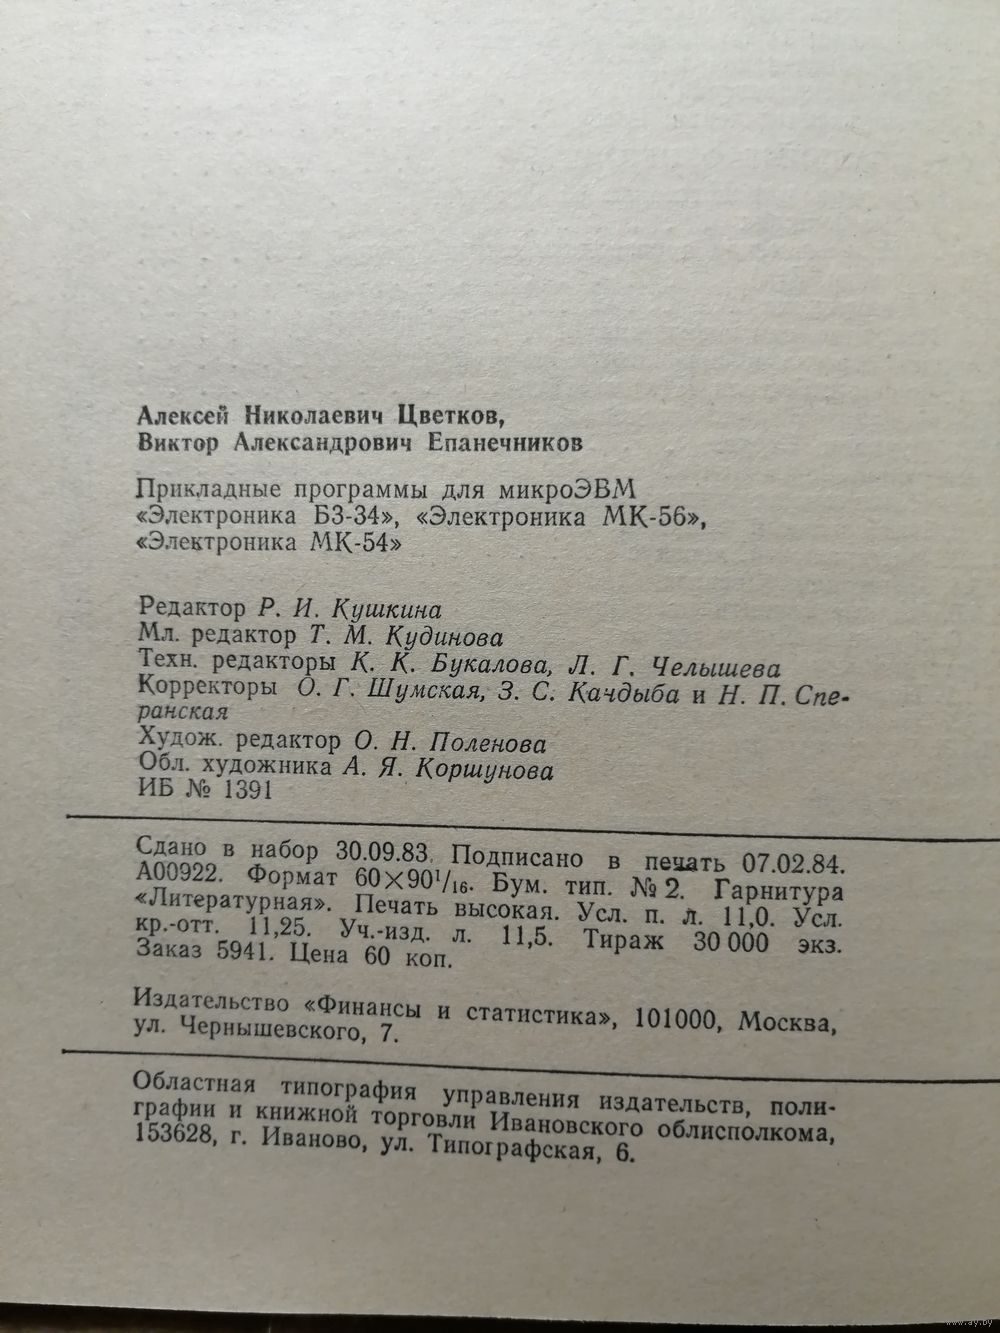 Алексей Николаевич Цветков,
Виктор Александрович Епанечников
Прикладные программы для микроЭВМ
«Электроника Б3-34», «Электроника МК-56»,
«Электроника МК-54»
Редактор Р. И. Кушкина
Мл. редактор Т. М. Кудинова
Техн. редакторы К. К. Букалова, Л. Г. Челышева
Корректоры О. Г. Шумская, З. С. Кандыба и Н. П. Спе-
ранская
Худож. редактор О. Н. Поленова
Обл. художника А. Я. Коршунова
ИБ № 1391
Сдано в набор 30.09.83. Подписано в печать 07.02.84.
А00922. Формат 60×90¹/₁₆. Бум. тип. № 2. Гарнитура
«Литературная». Печать высокая. Усл. п. л. 11,0. Усл.
кр.-отт. 11,25. Уч.-изд. л. 11,5. Тираж 30 000 экз.
Заказ 5941. Цена 60 коп.
Издательство «Финансы и статистика», 101000, Москва,
ул. Чернышевского, 7.
Областная типография управления издательств, поли-
графии и книжной торговли Ивановского облисполкома,
153628, г. Иваново, ул. Типографская, 6.
www.ay.by